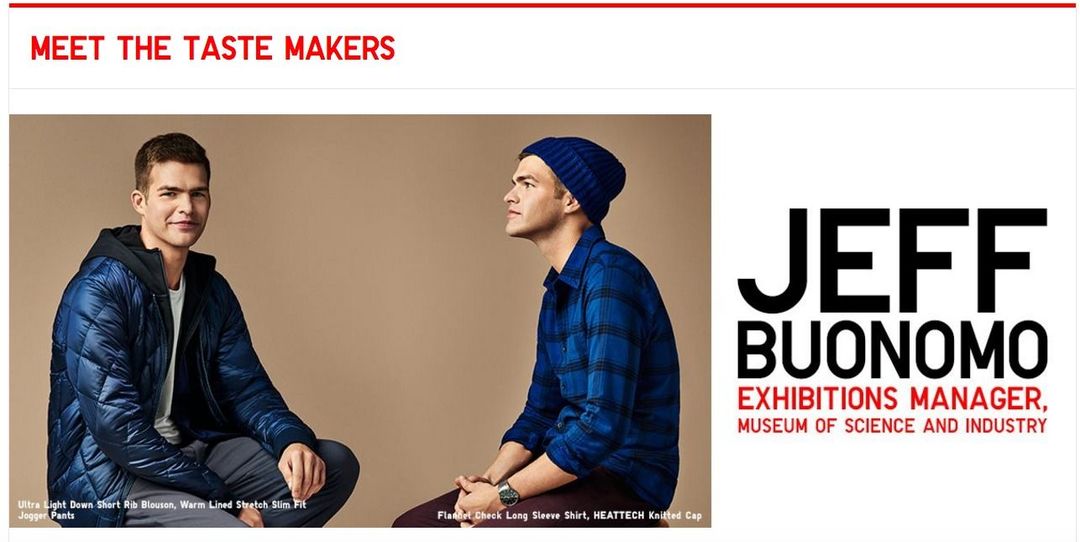 MEET THE TASTE MAKERS
JEFF
BUONOMO
EXHIBITIONS MANAGER,
MUSEUM OF SCIENCE AND INDUSTRY
Ultra Light Down Short Rib Blouson, Warm Lined Stretch Slim Fit
Jogger Pants
Flannel Check Long Sleeve Shirt, HEATTECH Knitted Cap